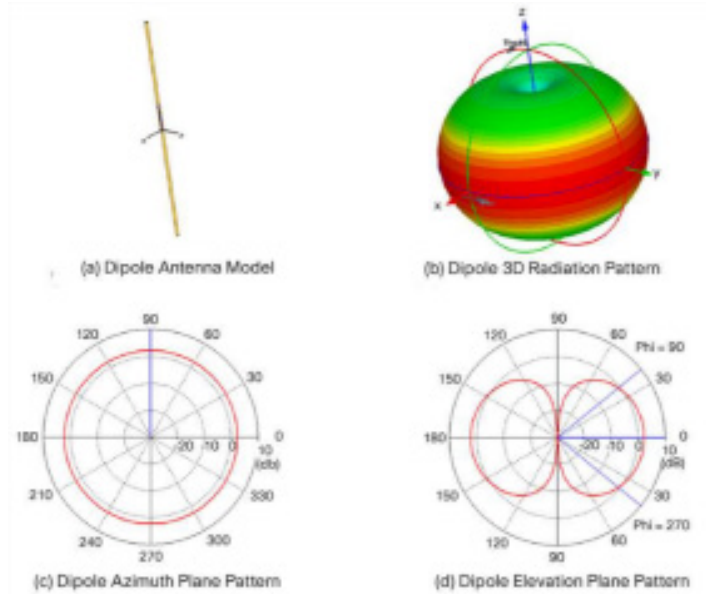 z
x
y
(a) Dipole Antenna Model
(b) Dipole 3D Radiation Pattern
90
120 60
150 30
180 -20 -10 0 10 0
210 330
240 300
270
90
120 60
Phi = 90
150 30
180 -20 -10 0 10 0
(dB)
150 30
Phi = 270
120 60
90
(c) Dipole Azimuth Plane Pattern
(d) Dipole Elevation Plane Pattern